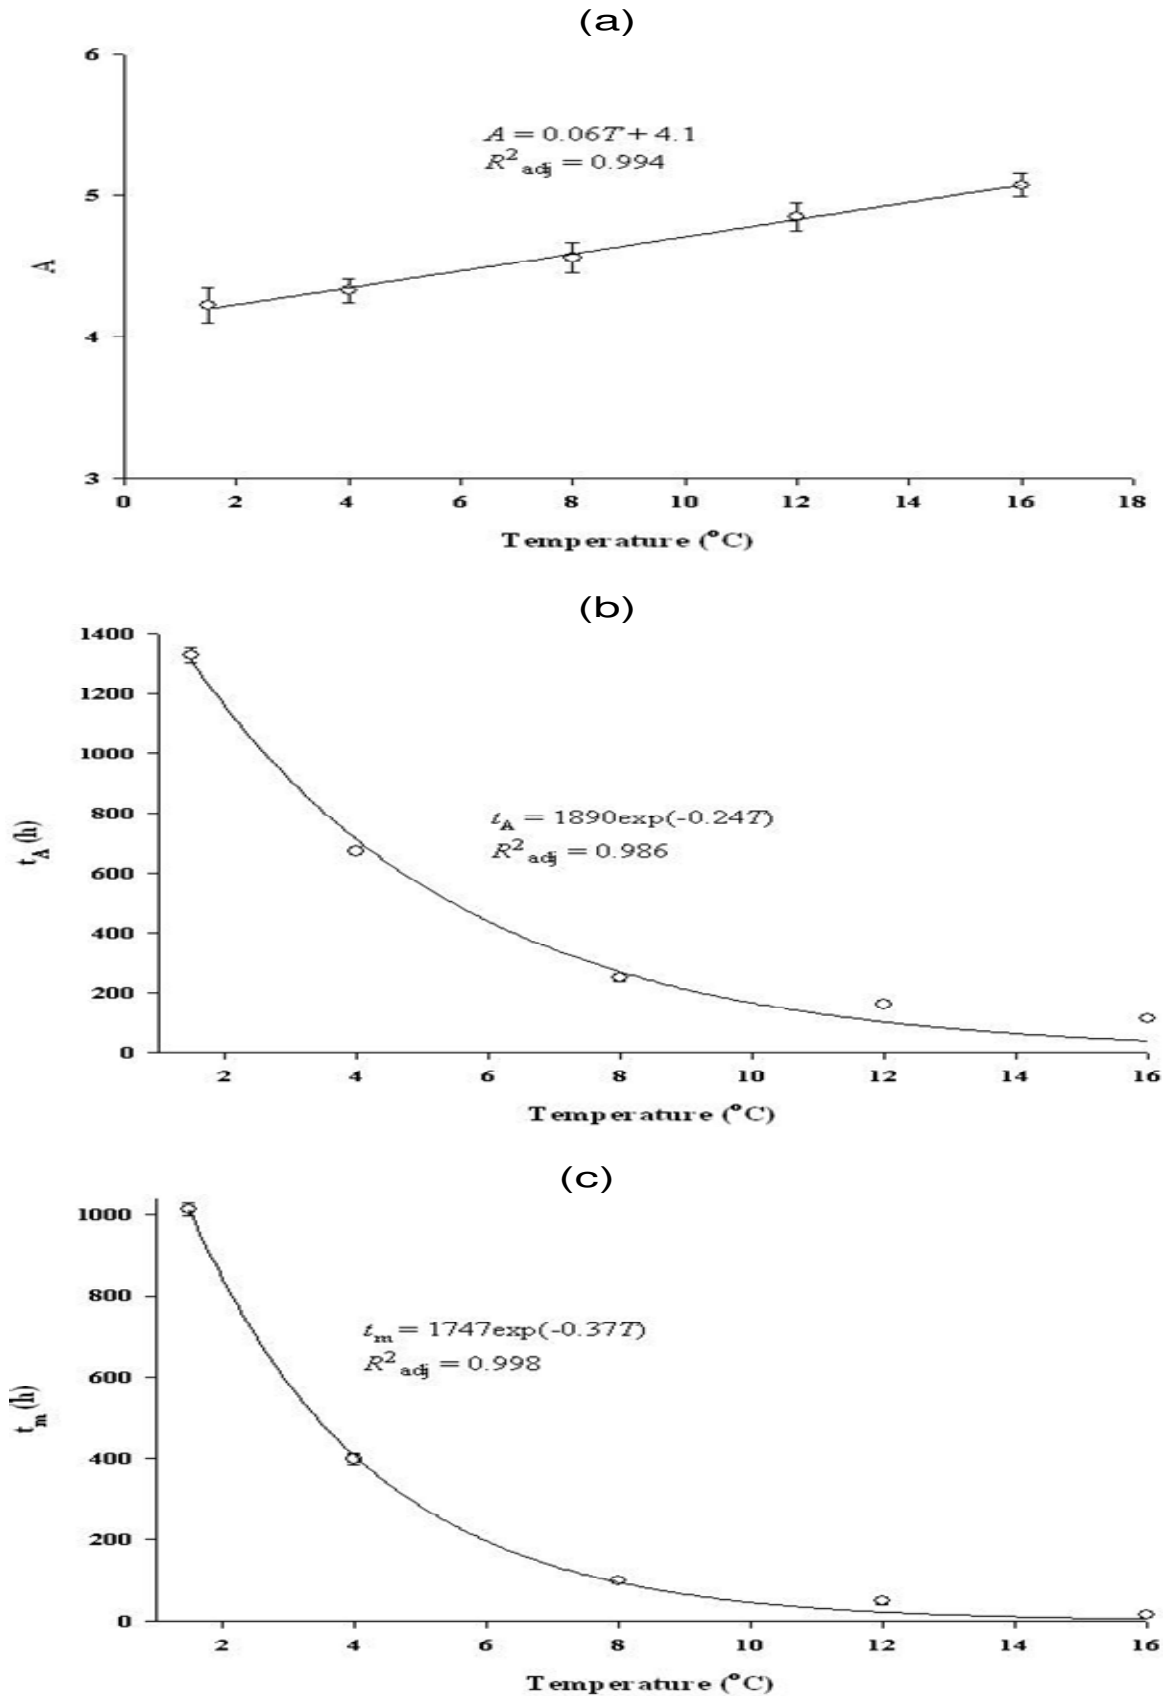 (a)
6
5
4
3
A
A = 0.06T + 4.1
R²adj = 0.994
0 2 4 6 8 10 12 14 16 18
Temperature (°C)
(b)
1400
1200
1000
800
600
400
200
0
tA (h)
tA = 1890exp(-0.24T)
R²adj = 0.986
2 4 6 8 10 12 14 16
Temperature (°C)
(c)
1000
800
600
400
200
0
tm (h)
tm = 1747exp(-0.37T)
R²adj = 0.998
2 4 6 8 10 12 14 16
Temperature (°C)